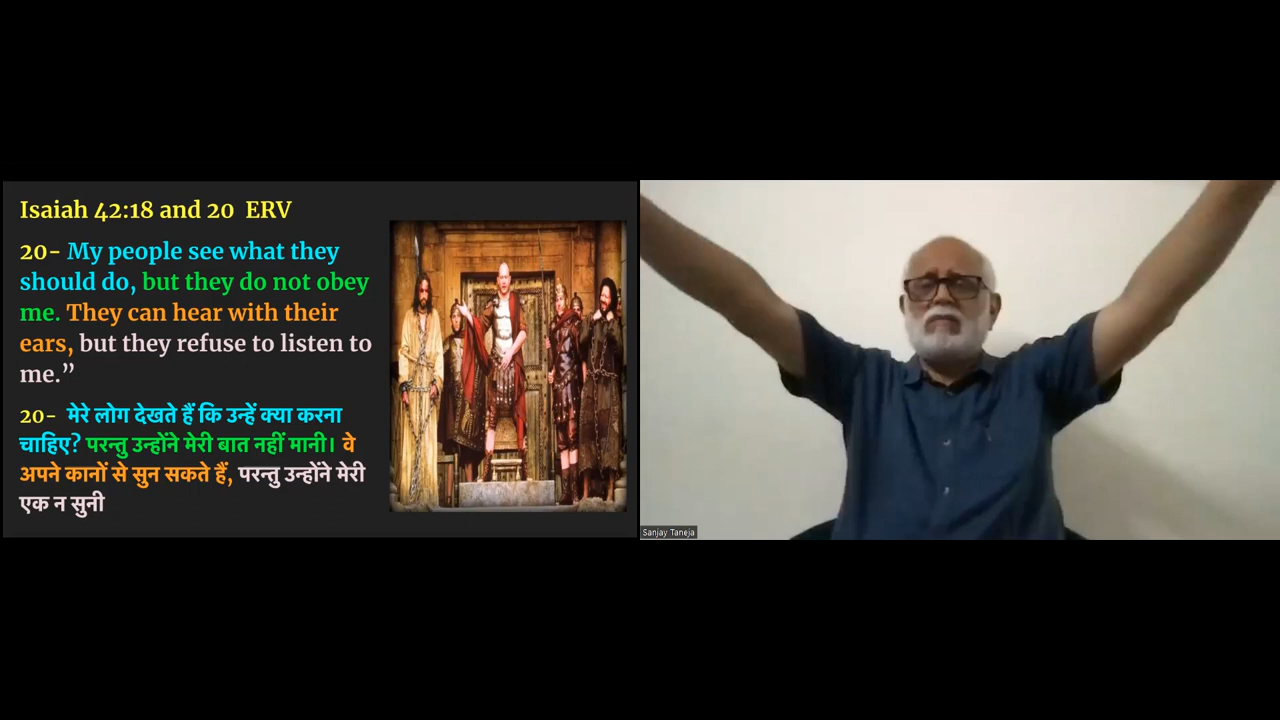 Isaiah 42:18 and 20 ERV
20- My people see what they
should do, but they do not obey
me. They can hear with their
ears, but they refuse to listen to
me.”
20- मेरे लोग देखते हैं कि उन्हें क्या करना
चाहिए? परन्तु उन्होंने मेरी बात नहीं मानी। वे
अपने कानों से सुन सकते हैं, परन्तु उन्होंने मेरी
एक न सुनी
Sanjay Taneja